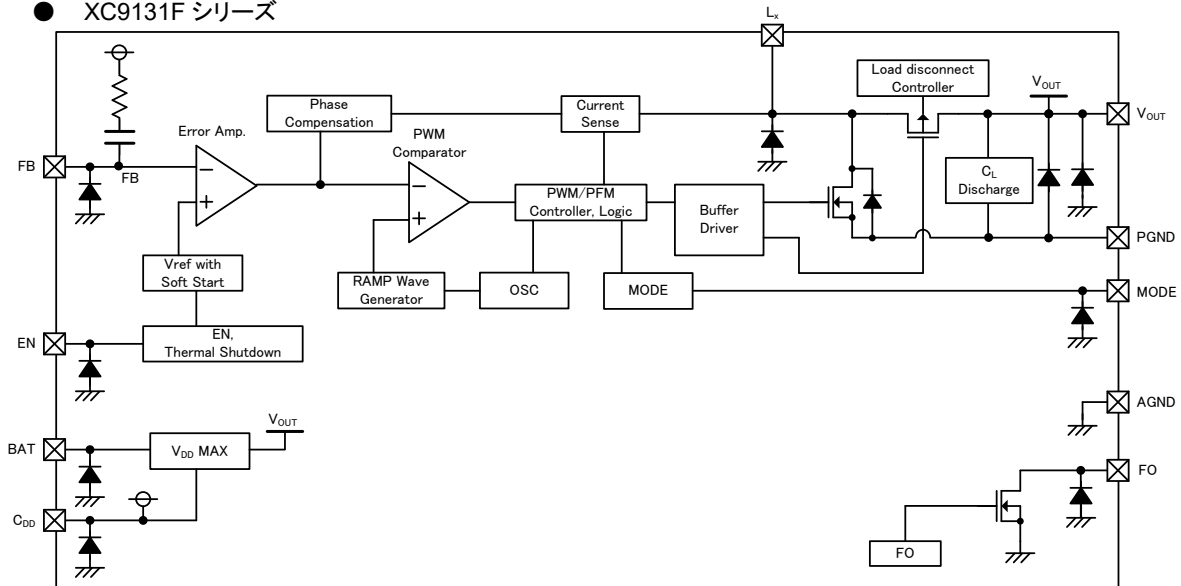 ● XC9131F シリーズ
Lx
Load disconnect
Controller
VOUT
Phase
Compensation
Current
Sense
VOUT
Error Amp.
PWM
Comparator
FB
FB
CL
Discharge
PWM/PFM
Controller, Logic
Buffer
Driver
PGND
Vref with
Soft Start
RAMP Wave
Generator
OSC
MODE
MODE
EN
EN,
Thermal Shutdown
AGND
VOUT
BAT
VDD MAX
FO
CDD
FO